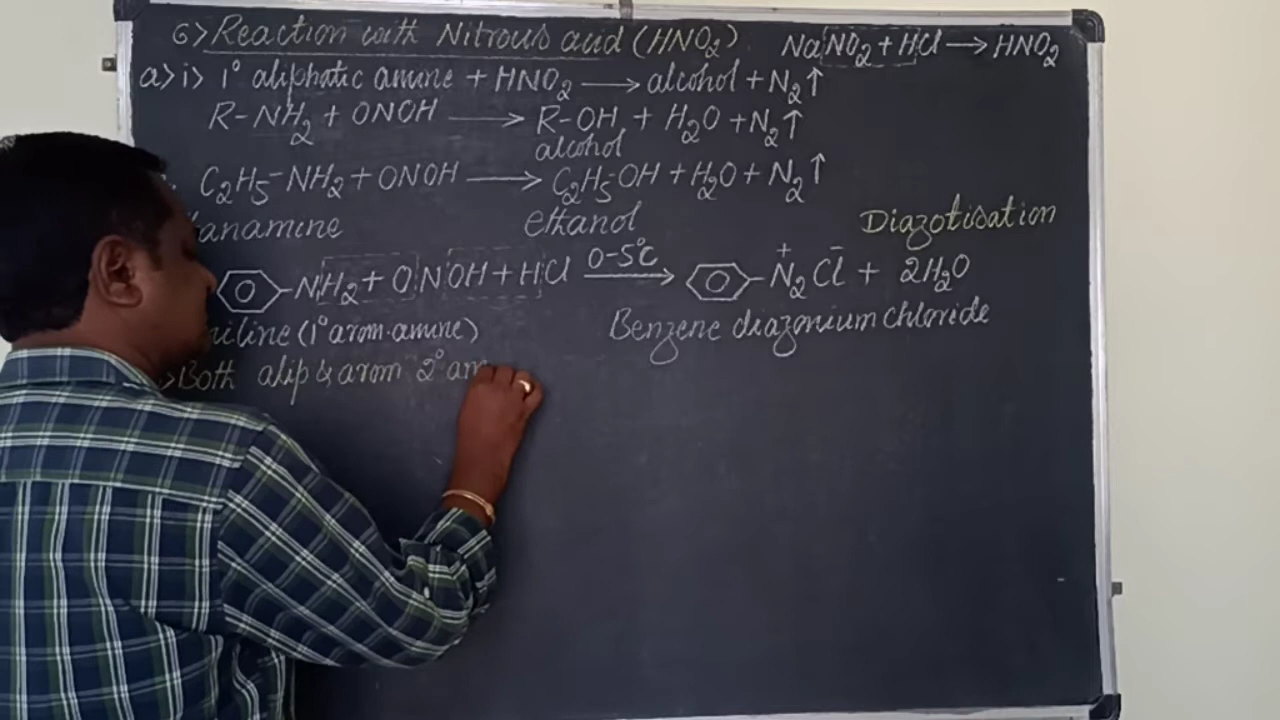 6> Reaction with Nitrous acid (HNO₂) NaNO₂ + HCl → HNO₂
a> i> 1° aliphatic amine + HNO₂ → alcohol + N₂↑
R-NH₂ + ONOH → R-OH + H₂O + N₂↑
alcohol
C₂H₅-NH₂ + ONOH → C₂H₅-OH + H₂O + N₂↑
anamine ethanol Diazotisation
NH₂ + ONOH + HCl 0-5°C → N₂⁺Cl⁻ + 2H₂O
iline (1° arom. amine) Benzene diazonium chloride
>Both alip & arom 2° am